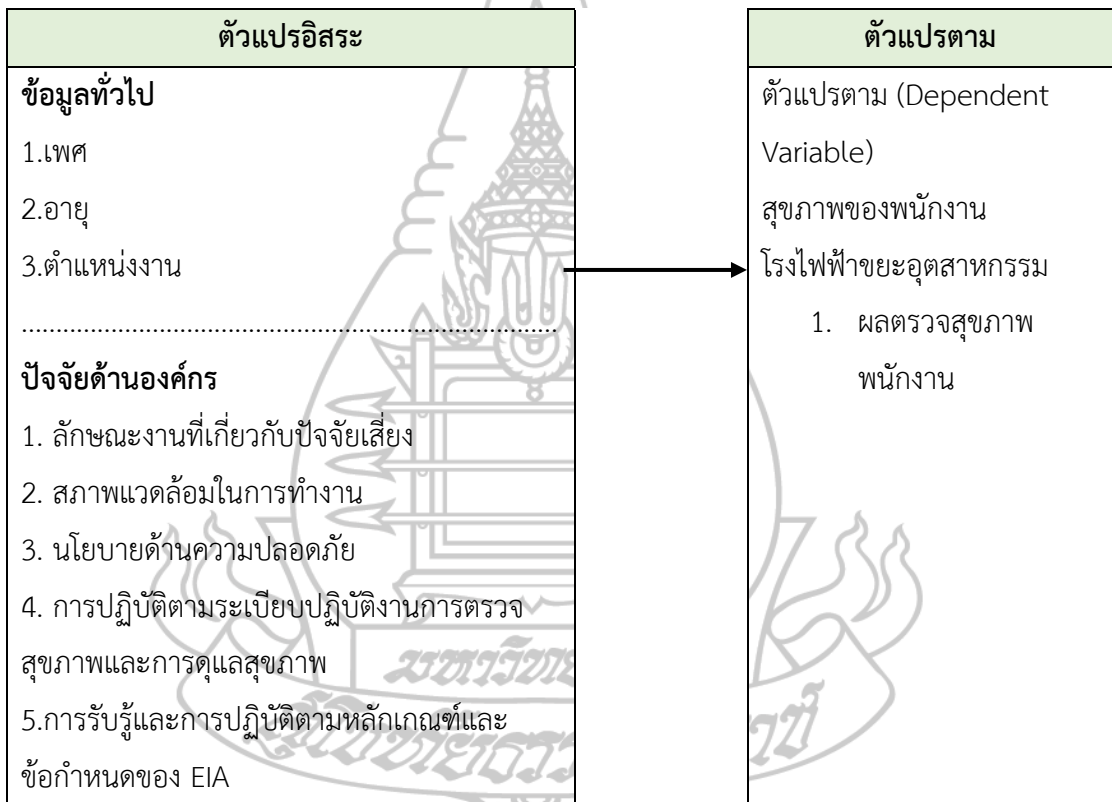 ตัวแปรอิสระ
ข้อมูลทั่วไป
1.เพศ
2.อายุ
3.ตำแหน่งงาน
................................................................................
ปัจจัยด้านองค์กร
1. ลักษณะงานที่เกี่ยวกับปัจจัยเสี่ยง
2. สภาพแวดล้อมในการทำงาน
3. นโยบายด้านความปลอดภัย
4. การปฏิบัติตามระเบียบปฏิบัติงานการตรวจ
สุขภาพและการดูแลสุขภาพ
5.การรับรู้และการปฏิบัติตามหลักเกณฑ์และ
ข้อกำหนดของ EIA
ตัวแปรตาม
ตัวแปรตาม (Dependent
Variable)
สุขภาพของพนักงาน
โรงไฟฟ้าขยะอุตสาหกรรม
1. ผลตรวจสุขภาพ
พนักงาน